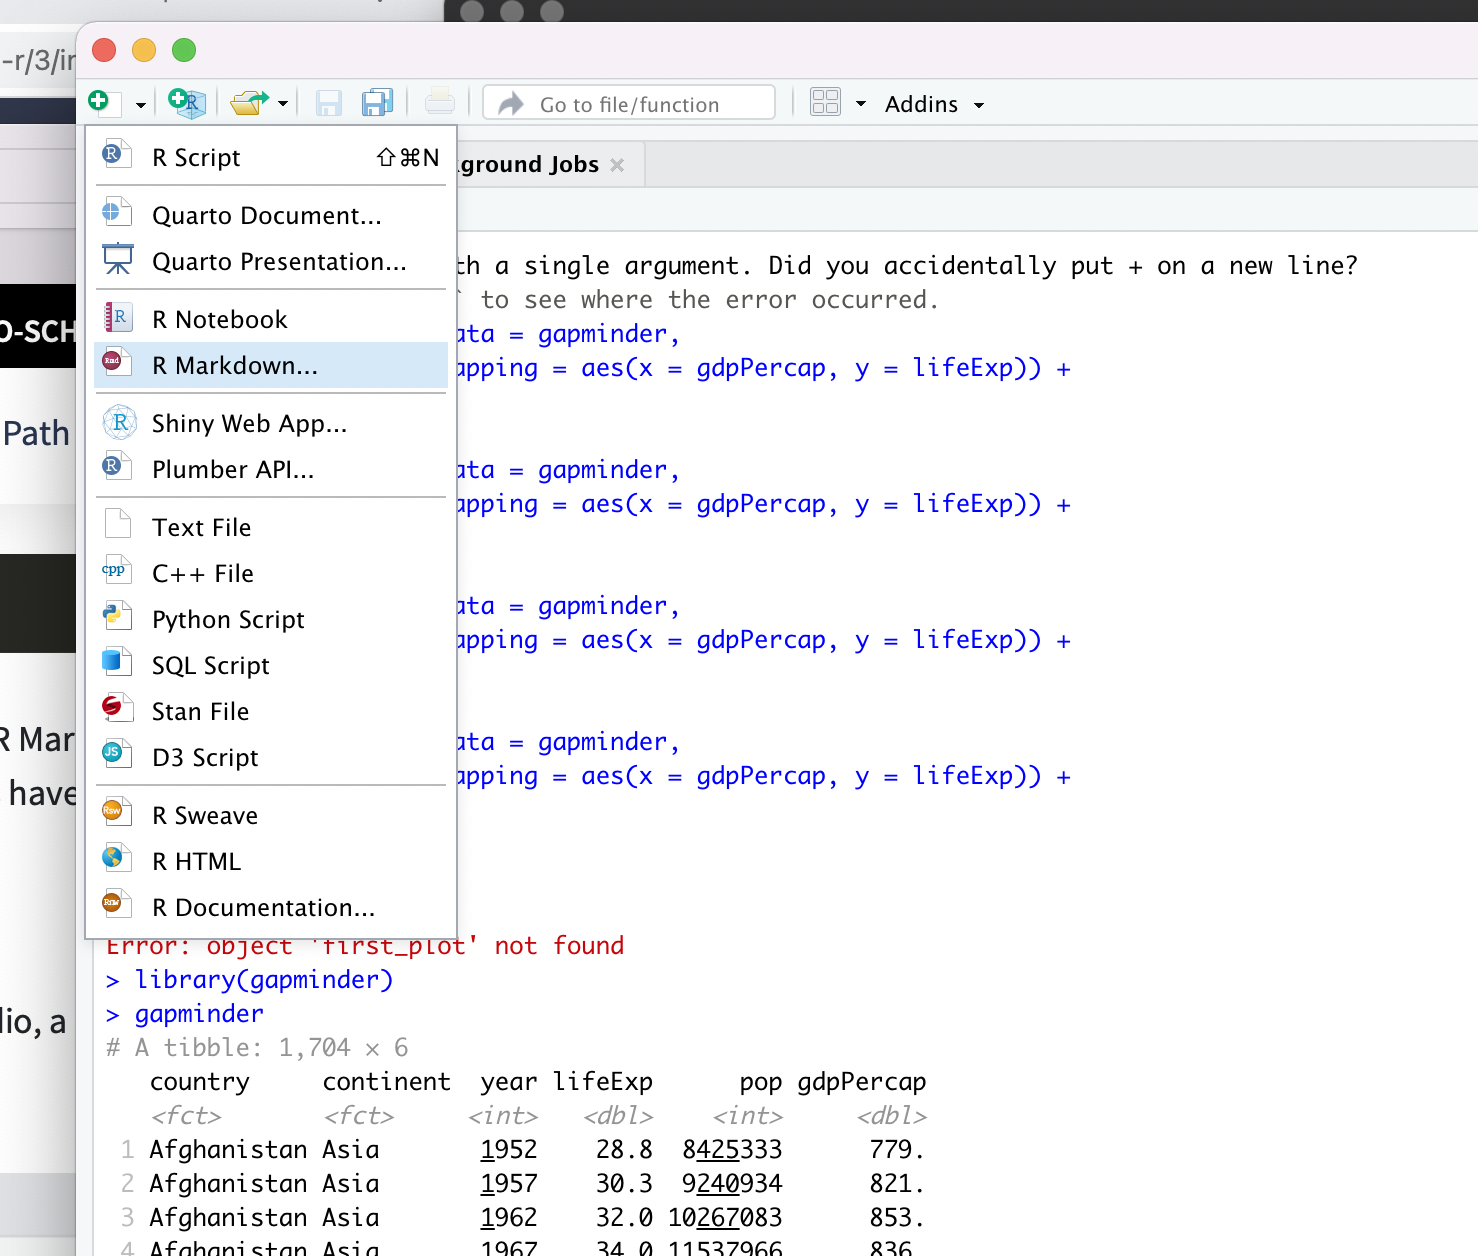 -r/3/ir
Go to file/function
Addins
R Script ⇧⌘N
ground Jobs
Quarto Document...
Quarto Presentation...
th a single argument. Did you accidentally put + on a new line?
` to see where the error occurred.
R Notebook
O-SCH
ata = gapminder,
R Markdown...
apping = aes(x = gdpPercap, y = lifeExp)) +
Shiny Web App...
Path
Plumber API...
ata = gapminder,
apping = aes(x = gdpPercap, y = lifeExp)) +
Text File
C++ File
Python Script
ata = gapminder,
apping = aes(x = gdpPercap, y = lifeExp)) +
SQL Script
Stan File
R Mar
D3 Script
ata = gapminder,
apping = aes(x = gdpPercap, y = lifeExp)) +
have
R Sweave
R HTML
R Documentation...
Error: object 'first_plot' not found
> library(gapminder)
> gapminder
dio, a
# A tibble: 1,704 × 6
country continent year lifeExp pop gdpPercap
<fct> <fct> <int> <dbl> <int> <dbl>
1 Afghanistan Asia 1952 28.8 8425333 779.
2 Afghanistan Asia 1957 30.3 9240934 821.
3 Afghanistan Asia 1962 32.0 10267083 853.
4 Afghanistan Asia 1967 34.0 11537966 836.